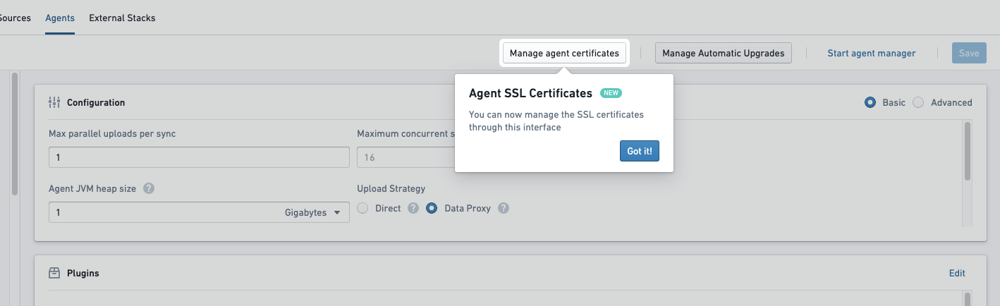 Agents
External Stacks
Manage agent certificates
Manage Automatic Upgrades
Start agent manager
Save
Agent SSL Certificates NEW
You can now manage the SSL certificates
through this interface
Got it!
Configuration
Basic
Advanced
Max parallel uploads per sync
Maximum concurrent
1
16
Agent JVM heap size ?
Upload Strategy
1
Gigabytes
Direct ?
Data Proxy ?
Plugins
Edit